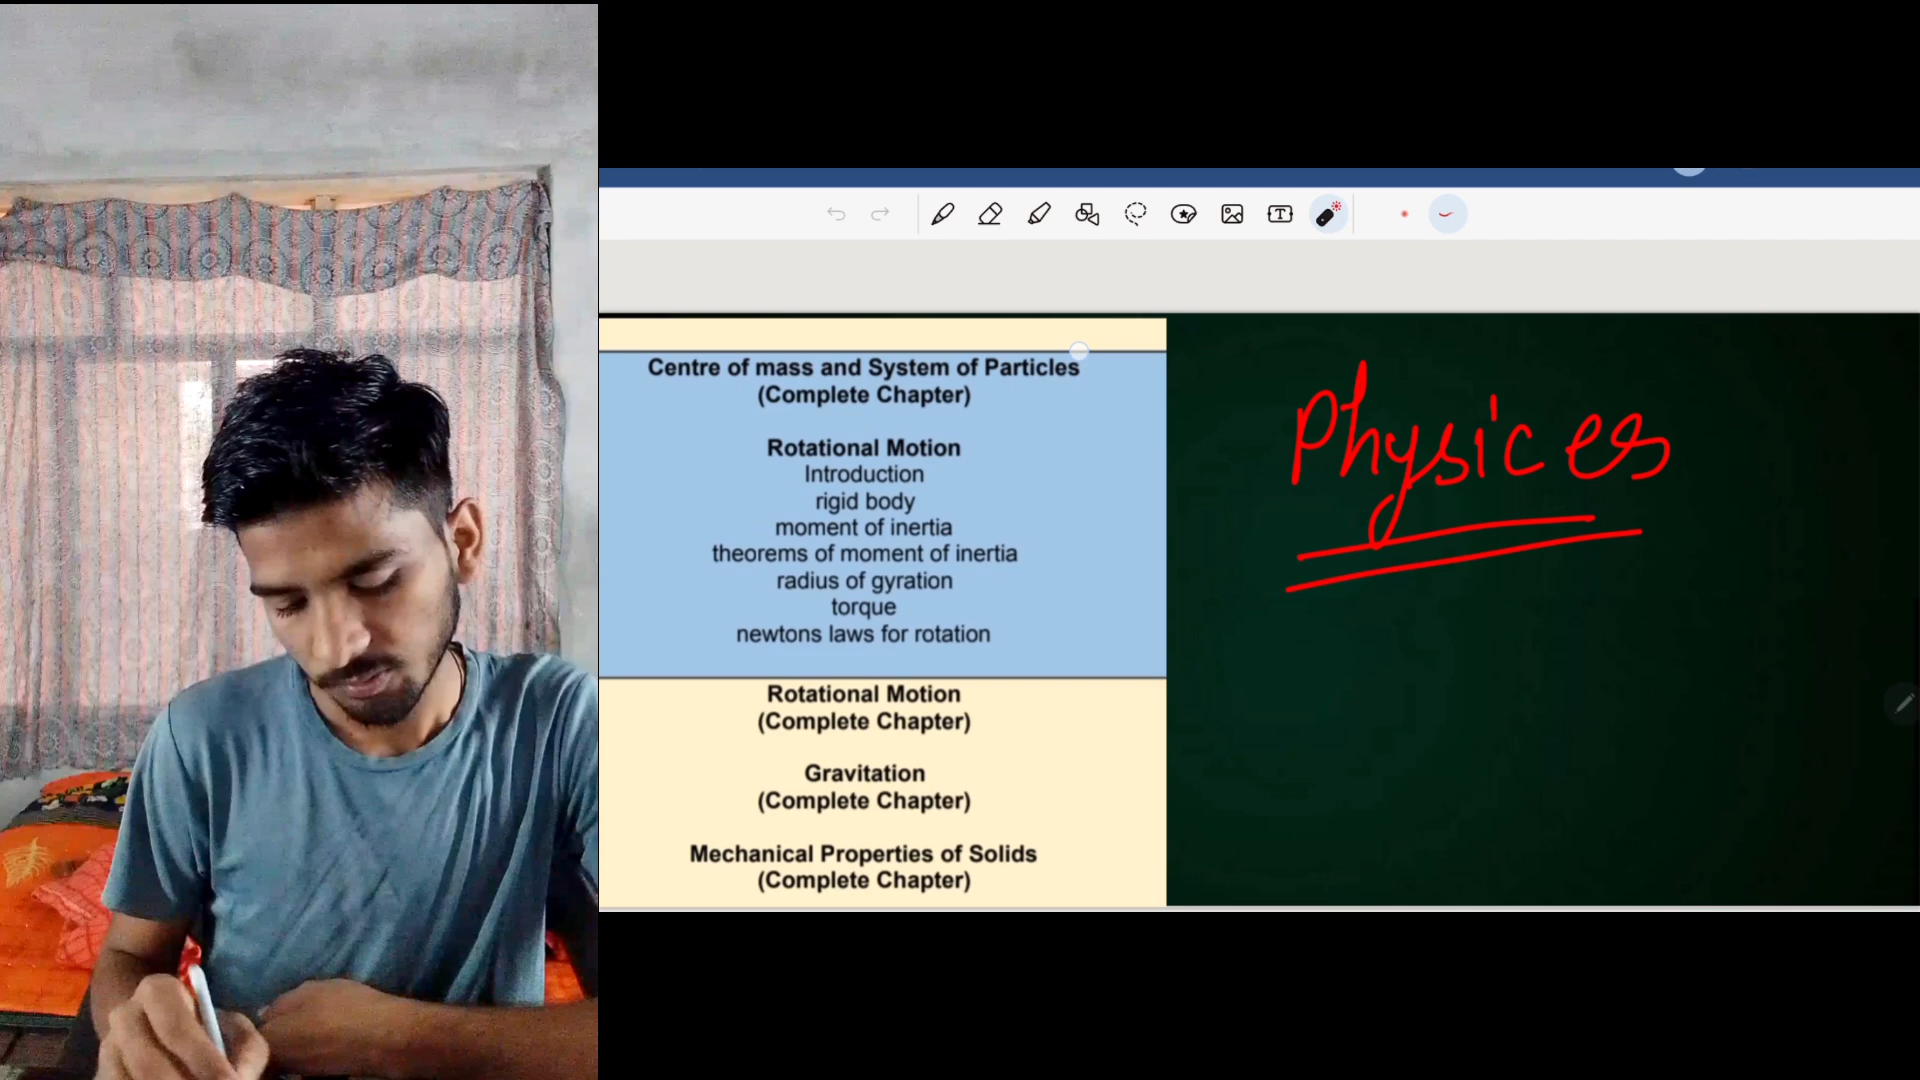 Centre of mass and System of Particles
(Complete Chapter)
Rotational Motion
Introduction
rigid body
moment of inertia
theorems of moment of inertia
radius of gyration
torque
newtons laws for rotation
Rotational Motion
(Complete Chapter)
Gravitation
(Complete Chapter)
Mechanical Properties of Solids
(Complete Chapter)
Physices